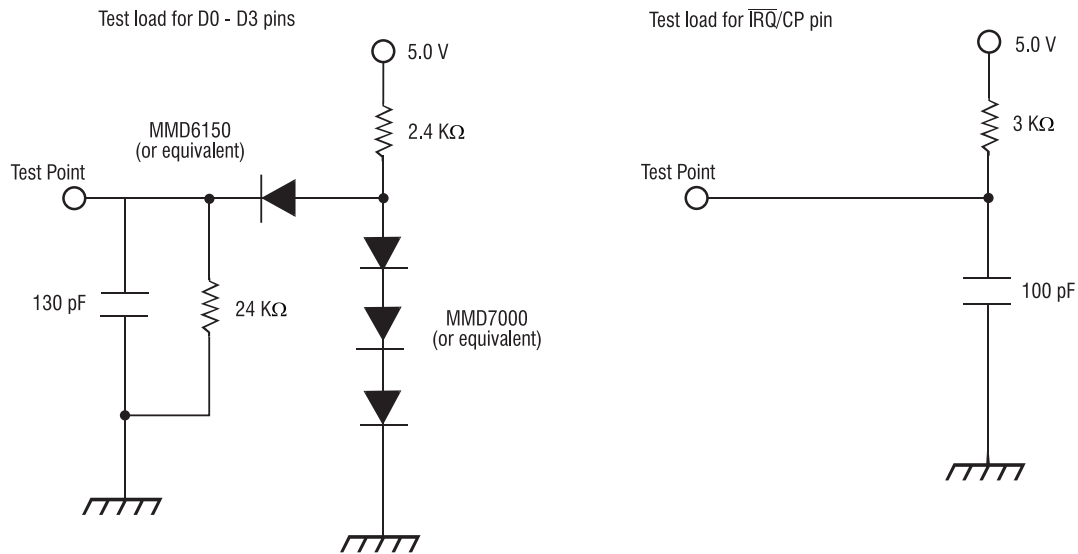 Test load for D0 - D3 pins
5.0 V
2.4 KΩ
MMD6150
(or equivalent)
Test Point
130 pF
24 KΩ
MMD7000
(or equivalent)
Test load for I̅R̅Q̅/CP pin
5.0 V
3 KΩ
Test Point
100 pF